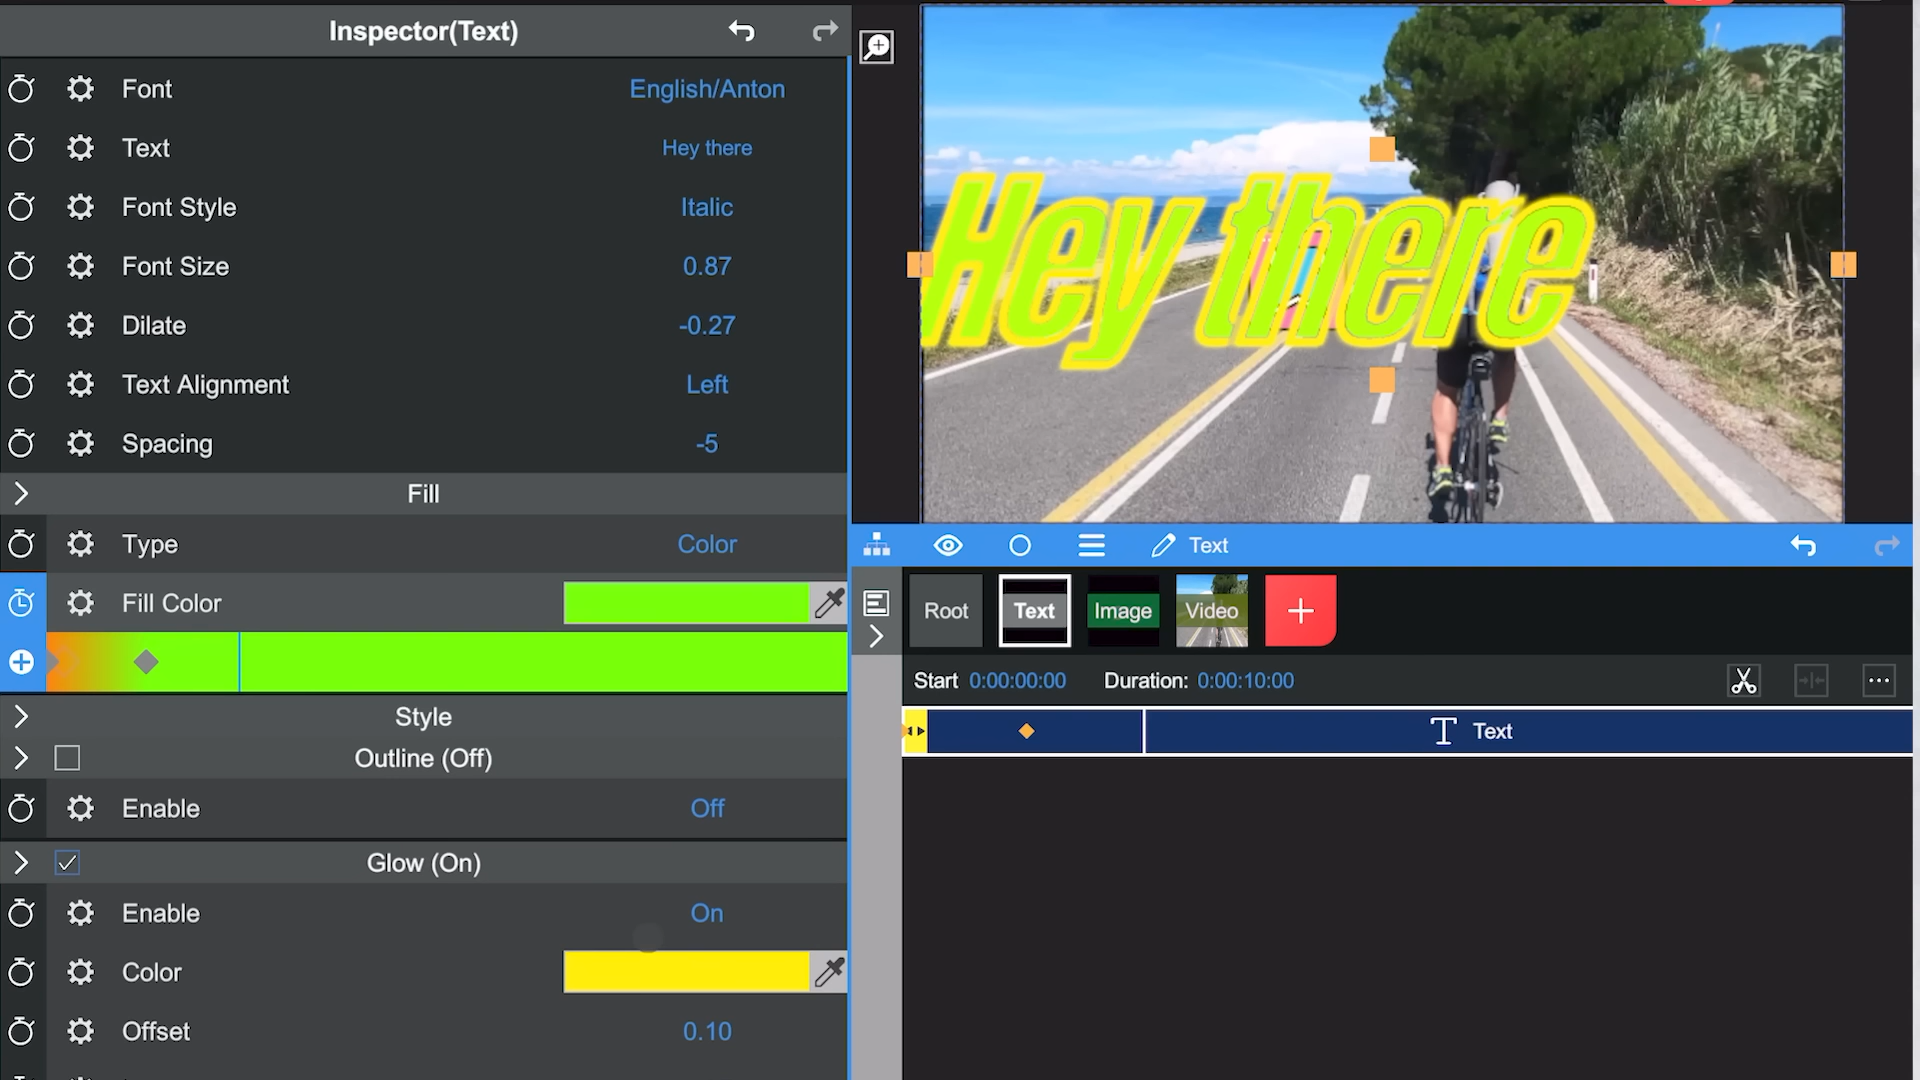 Inspector(Text)
Font English/Anton
Text Hey there
Font Style Italic
Font Size 0.87
Dilate -0.27
Text Alignment Left
Spacing -5
Fill
Type Color
Fill Color
Style
Outline (Off)
Enable Off
Glow (On)
Enable On
Color
Offset 0.10
Hey there
Text
Root Text Image Video
Start 0:00:00:00 Duration: 0:00:10:00
Text